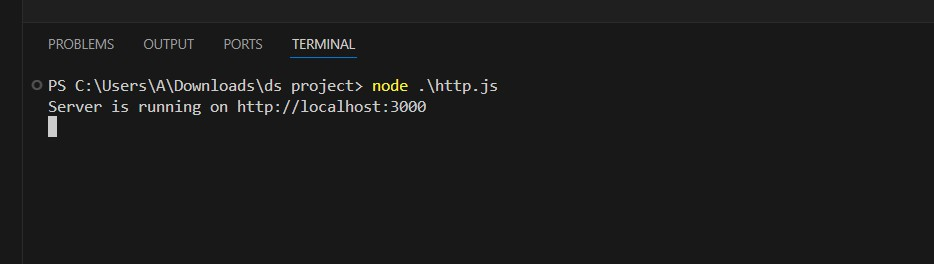 PROBLEMS OUTPUT PORTS TERMINAL
PS C:\Users\A\Downloads\ds project> node .\http.js
Server is running on http://localhost:3000